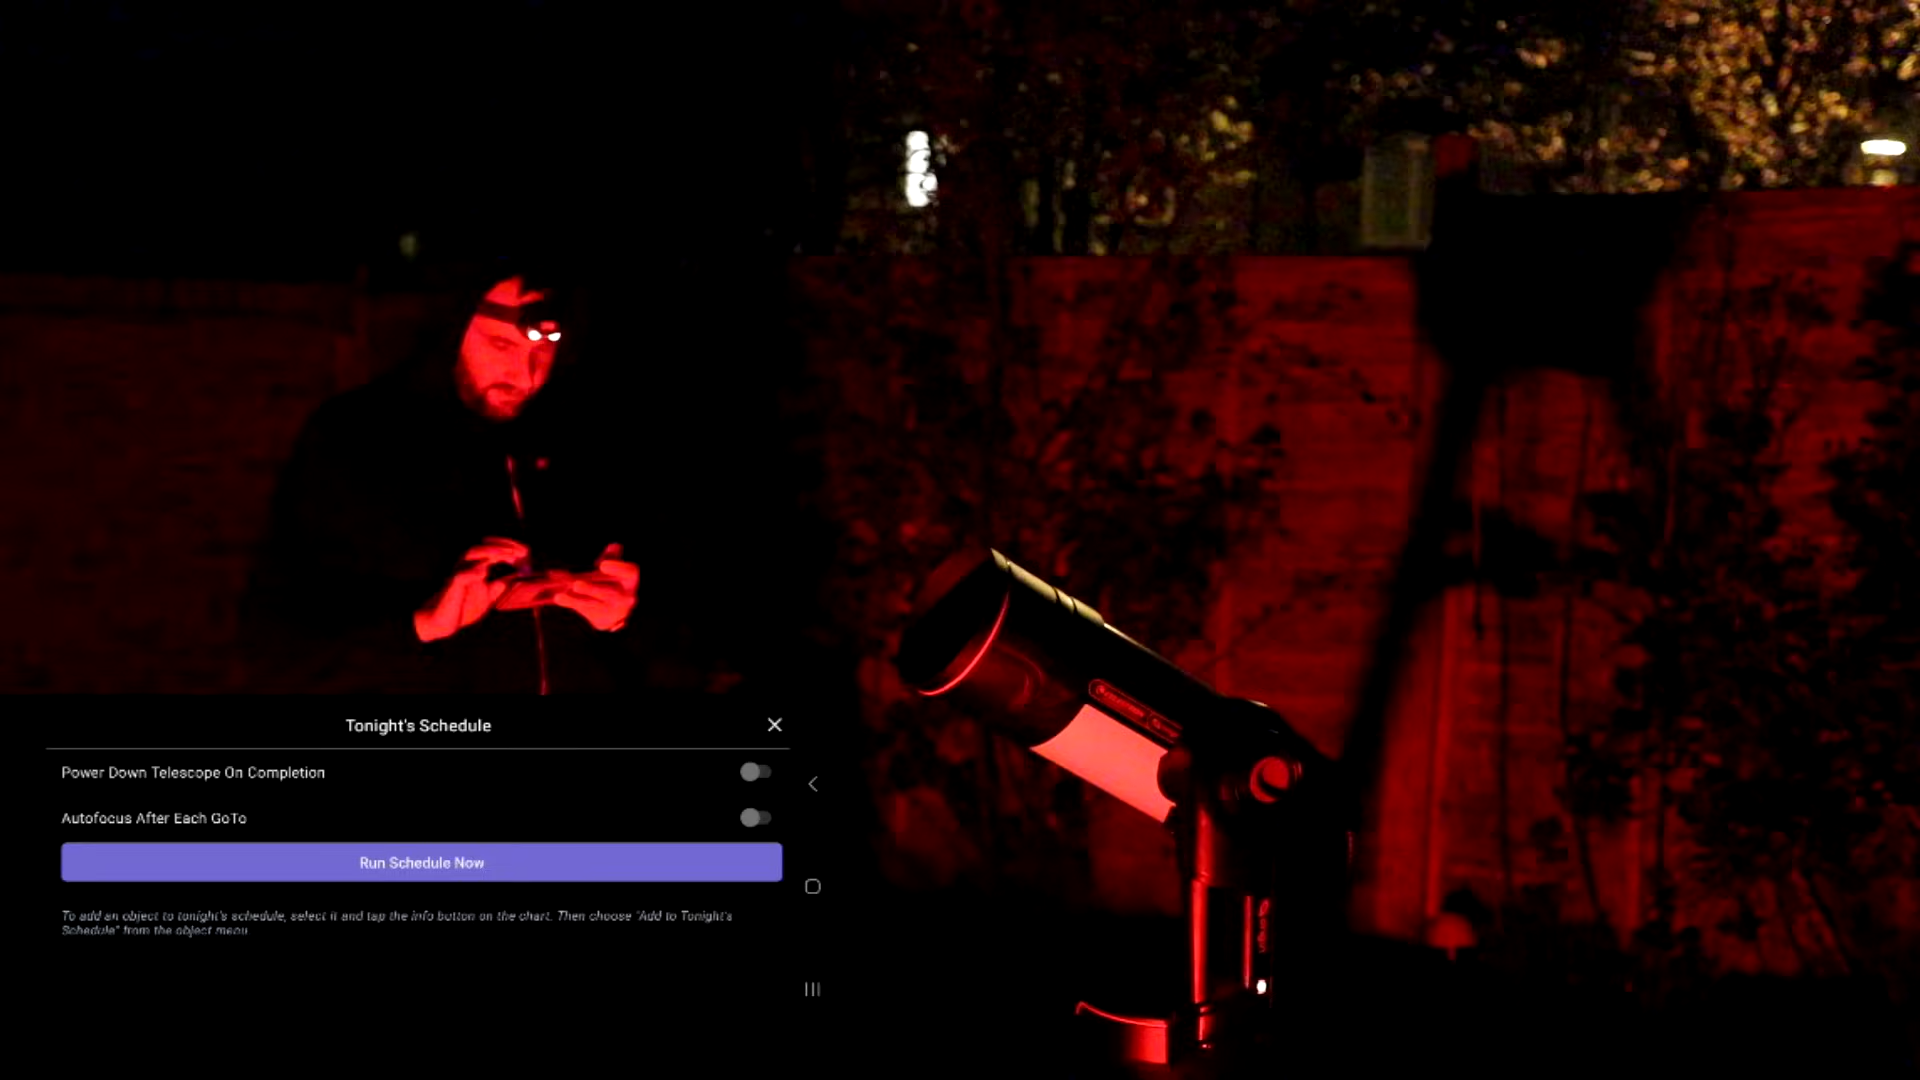 Tonight's Schedule
Power Down Telescope On Completion
Autofocus After Each GoTo
Run Schedule Now
To add an object to tonight's schedule, select it and tap the info button on the chart. Then choose "Add to Tonight's
Schedule" from the object menu